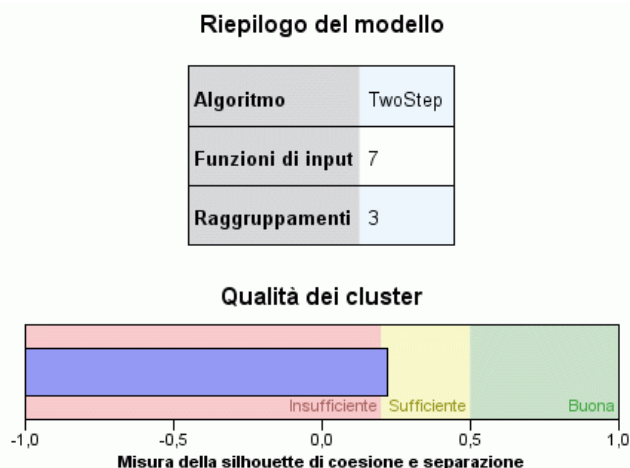 Riepilogo del modello
Algoritmo TwoStep
Funzioni di input 7
Raggruppamenti 3
Qualità dei cluster
Insufficiente Sufficiente Buona
-1,0 -0,5 0,0 0,5 1,0
Misura della silhouette di coesione e separazione